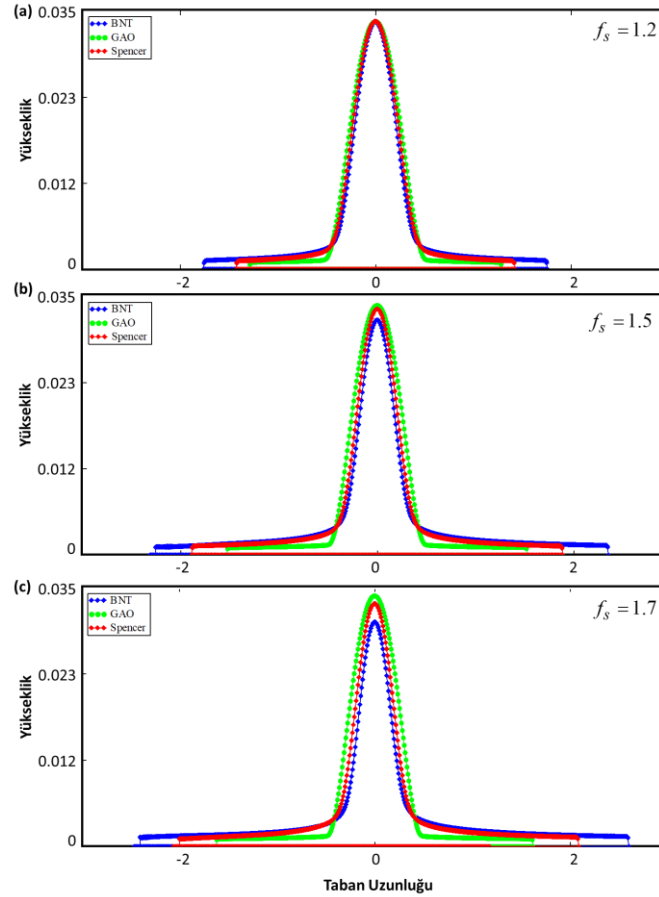 (a)
0.035
BNT
GAO
Spencer
fs = 1.2
0.023
Yükseklik
0.012
0
-2
0
2
(b)
0.035
BNT
GAO
Spencer
fs = 1.5
0.023
Yükseklik
0.012
0
-2
0
2
(c)
0.035
BNT
GAO
Spencer
fs = 1.7
0.023
Yükseklik
0.012
0
-2
0
2
Taban Uzunluğu